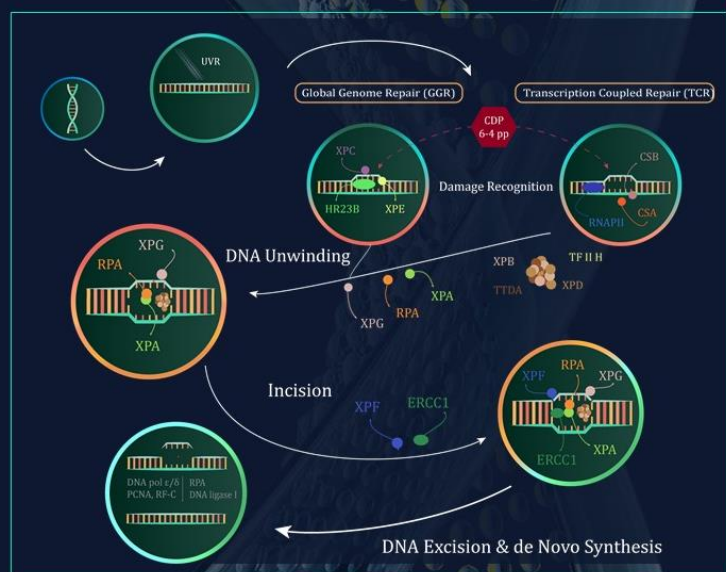 UVR
Global Genome Repair (GGR)
Transcription Coupled Repair (TCR)
CDP
6-4 pp
XPC
HR23B
XPE
Damage Recognition
CSB
RNAPII
CSA
DNA Unwinding
XPG
RPA
XPA
XPG
RPA
XPA
XPB
TF II H
TTDA
XPD
Incision
XPF
ERCC1
XPF
RPA
XPG
ERCC1
XPA
DNA pol ε/δ
PCNA, RF-C
RPA
DNA ligase I
DNA Excision & de Novo Synthesis